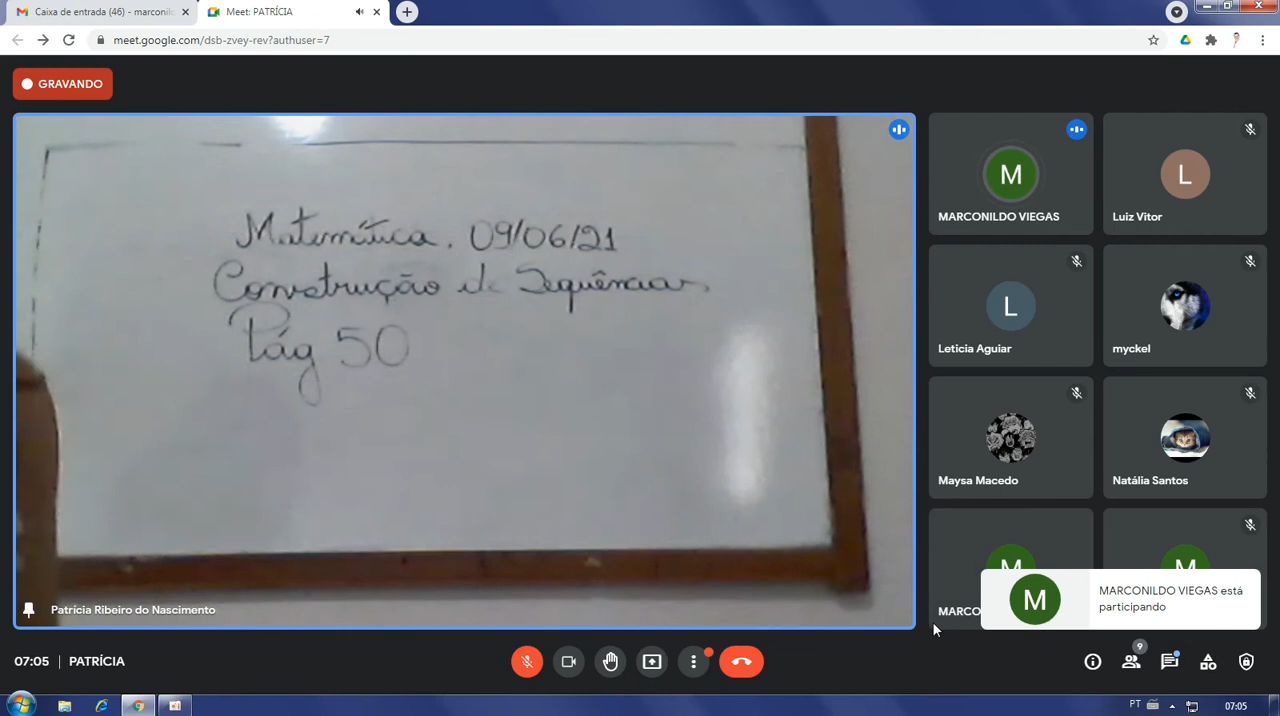 Caixa de entrada (46) - marconil
Meet: PATRÍCIA
meet.google.com/dsb-zvey-rev?authuser=7
GRAVANDO
Matemática. 09/06/21
Construção de Sequências
Pág 50
Patrícia Ribeiro do Nascimento
MARCONILDO VIEGAS
Luiz Vitor
Leticia Aguiar
myckel
Maysa Macedo
Natália Santos
MARCO
MARCONILDO VIEGAS está
participando
M
L
L
M
M
M
07:05 | PATRÍCIA
9
PT
07:05